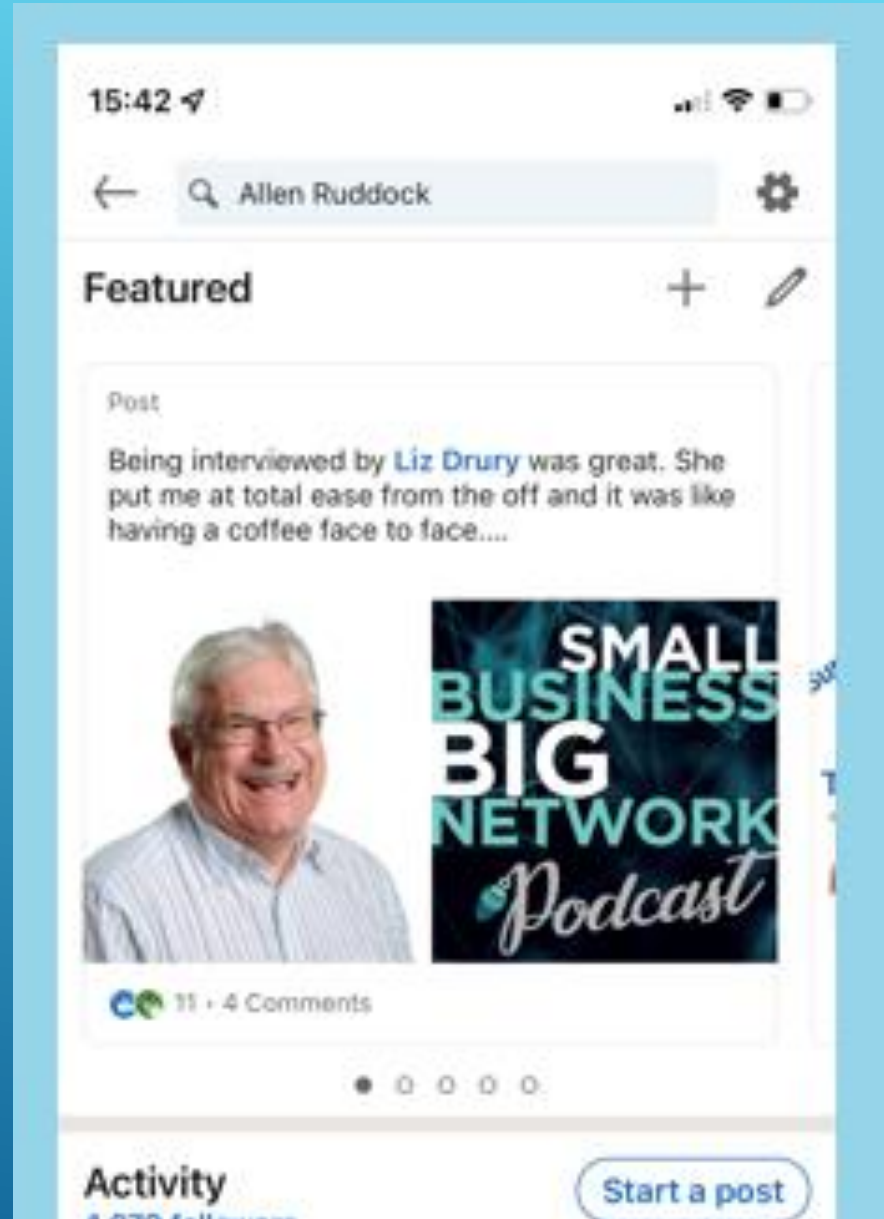 15:42
Allen Ruddock
Featured
Post
Being interviewed by Liz Drury was great. She
put me at total ease from the off and it was like
having a coffee face to face....
SMALL
BUSINESS
BIG
NETWORK
Podcast
11 • 4 Comments
Activity
Start a post
followers